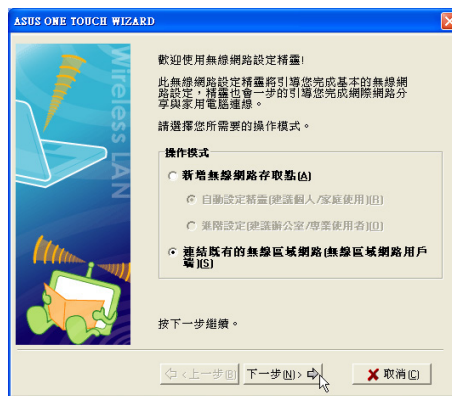 ASUS ONE TOUCH WIZARD
Wireless LAN
歡迎使用無線網路設定精靈!
此無線網路設定精靈將引導您完成基本的無線網
路設定，精靈也會一步的引導您完成網際網路分
享與家用電腦連線。
請選擇您所需要的操作模式。
操作模式
新增無線網路存取點(A)
自動設定精靈(建議個人/家庭使用)(R)
進階設定(建議辦公室/專業使用者)(O)
連結既有的無線區域網路(無線區域網路用戶
端)(S)
按下一步繼續。
<上一步(B)
下一步(N)>
取消(C)